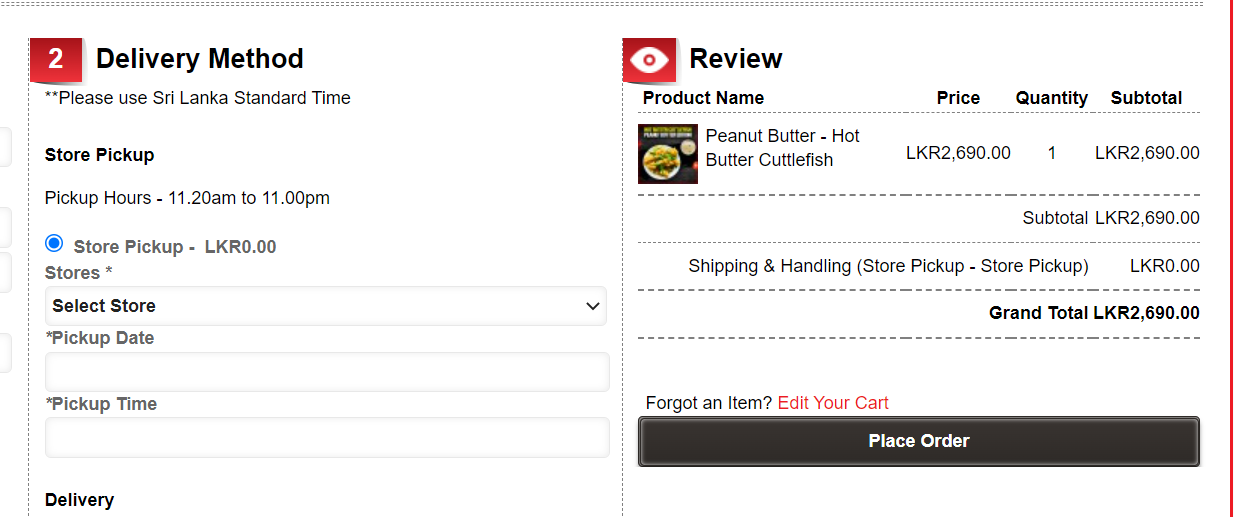 2 Delivery Method
**Please use Sri Lanka Standard Time
Store Pickup
Pickup Hours - 11.20am to 11.00pm
Store Pickup - LKR0.00
Stores *
Select Store
*Pickup Date
*Pickup Time
Delivery
Review
Product Name Price Quantity Subtotal
Peanut Butter - Hot
Butter Cuttlefish LKR2,690.00 1 LKR2,690.00
Subtotal LKR2,690.00
Shipping & Handling (Store Pickup - Store Pickup) LKR0.00
Grand Total LKR2,690.00
Forgot an Item? Edit Your Cart
Place Order